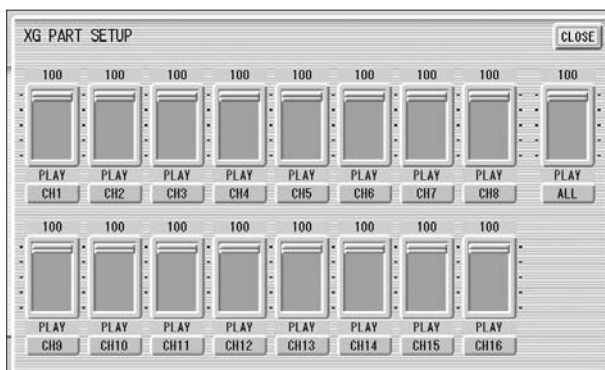 XG PART SETUP CLOSE
100 100 100 100 100 100 100 100 100
PLAY PLAY PLAY PLAY PLAY PLAY PLAY PLAY PLAY
CH1 CH2 CH3 CH4 CH5 CH6 CH7 CH8 ALL
100 100 100 100 100 100 100 100
PLAY PLAY PLAY PLAY PLAY PLAY PLAY PLAY
CH9 CH10 CH11 CH12 CH13 CH14 CH15 CH16